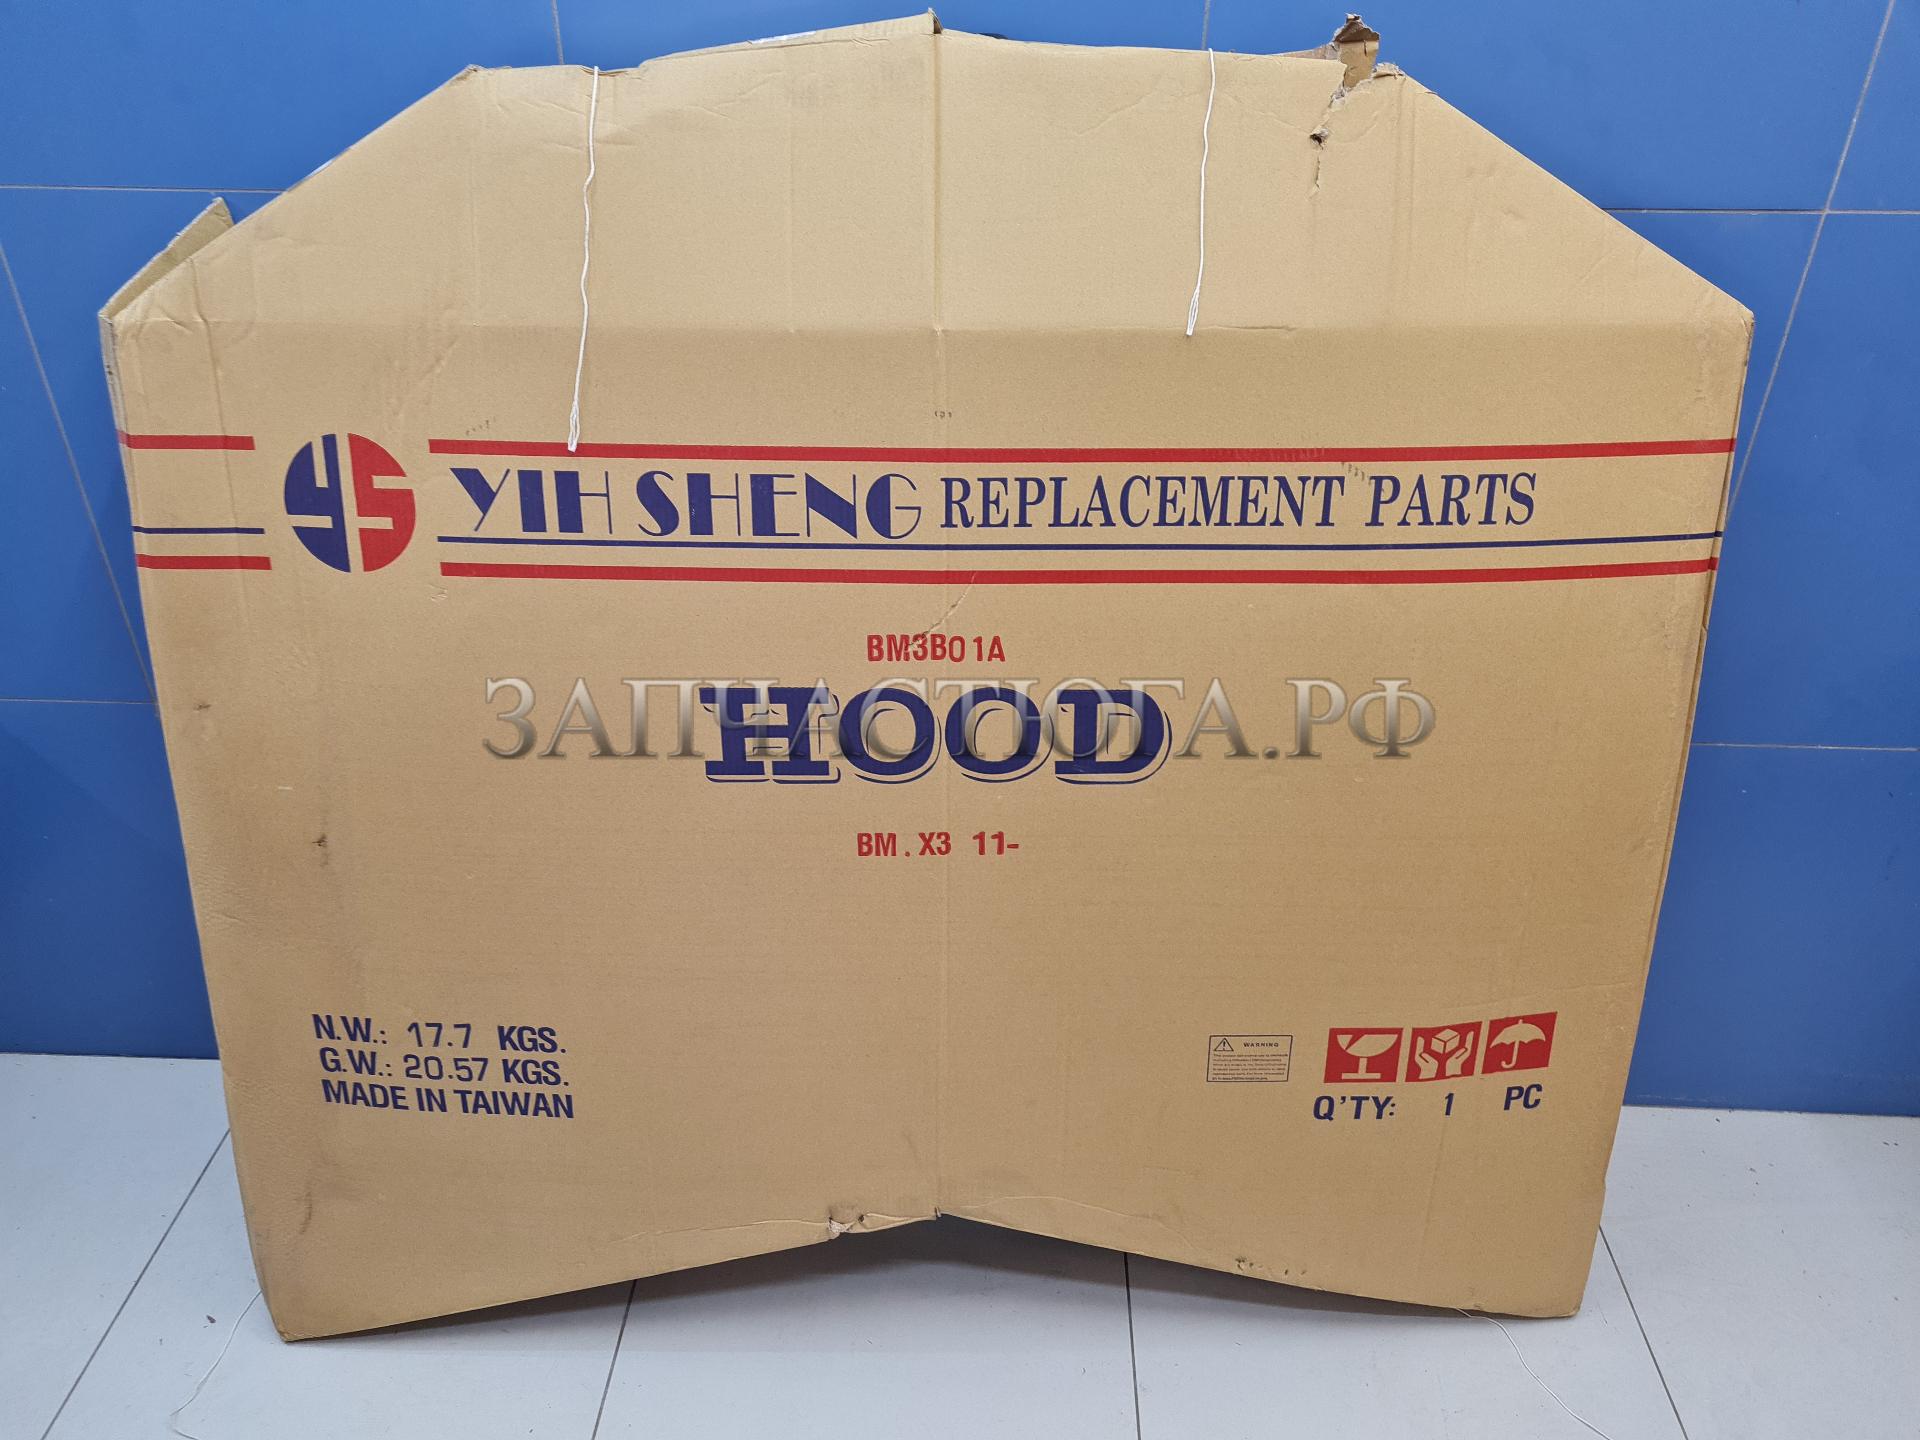 YS YIH SHENG REPLACEMENT PARTS
BM3B01A
HOOD
ЗАПЧАСТЮГА.РФ
BM. X3 11-
N.W.: 17.7 KGS.
G.W.: 20.57 KGS.
MADE IN TAIWAN
WARNING
Q'TY: 1 PC